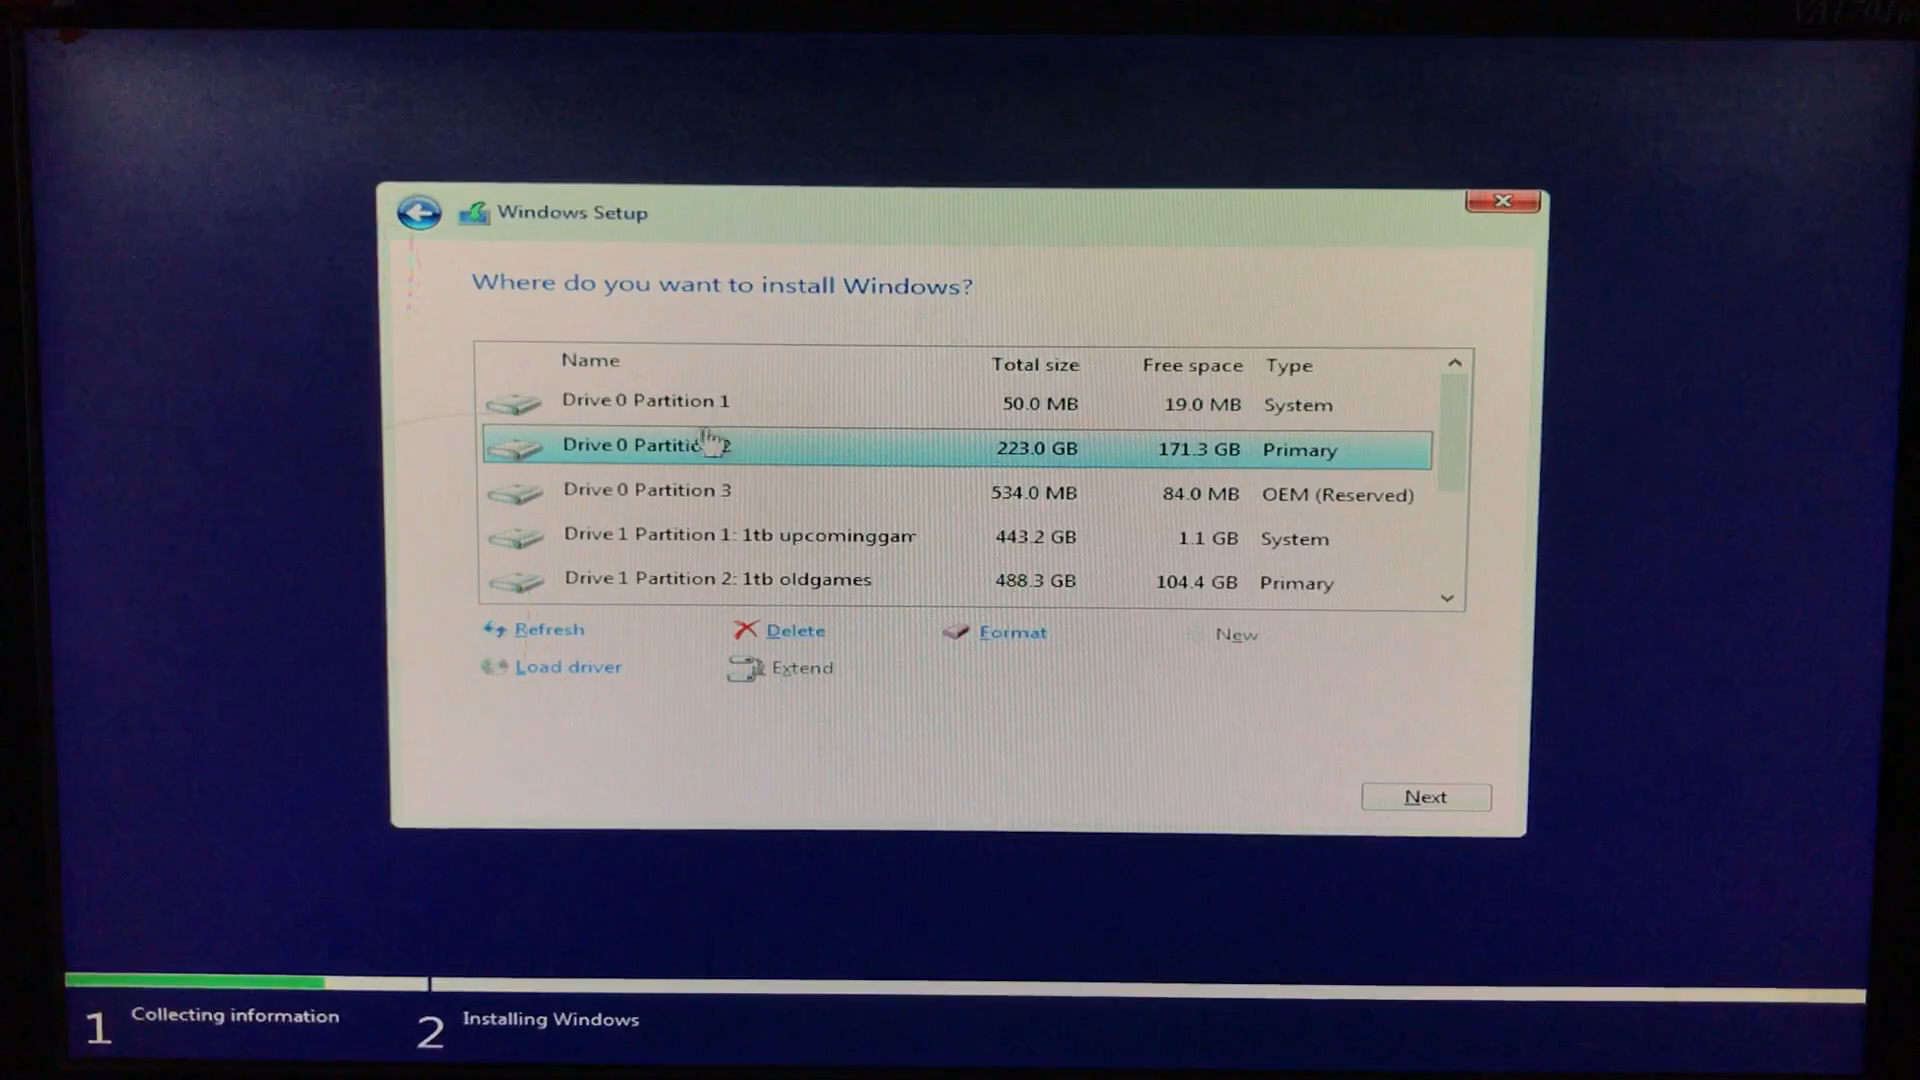 Windows Setup
Where do you want to install Windows?
Name Total size Free space Type
Drive 0 Partition 1 50.0 MB 19.0 MB System
Drive 0 Partition 2 223.0 GB 171.3 GB Primary
Drive 0 Partition 3 534.0 MB 84.0 MB OEM (Reserved)
Drive 1 Partition 1: 1tb upcominggam 443.2 GB 1.1 GB System
Drive 1 Partition 2: 1tb oldgames 488.3 GB 104.4 GB Primary
Refresh Delete Format New
Load driver Extend
Next
1 Collecting information 2 Installing Windows